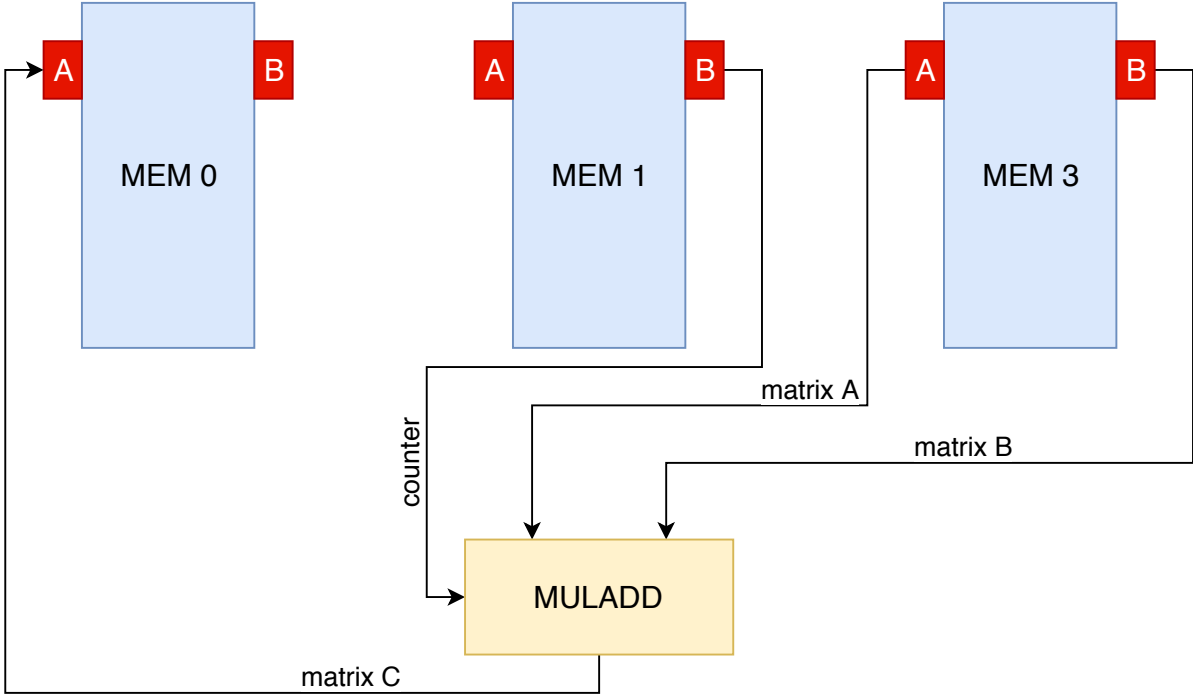 A
B
A
B
A
B
MEM 0
MEM 1
MEM 3
matrix A
counter
matrix B
MULADD
matrix C